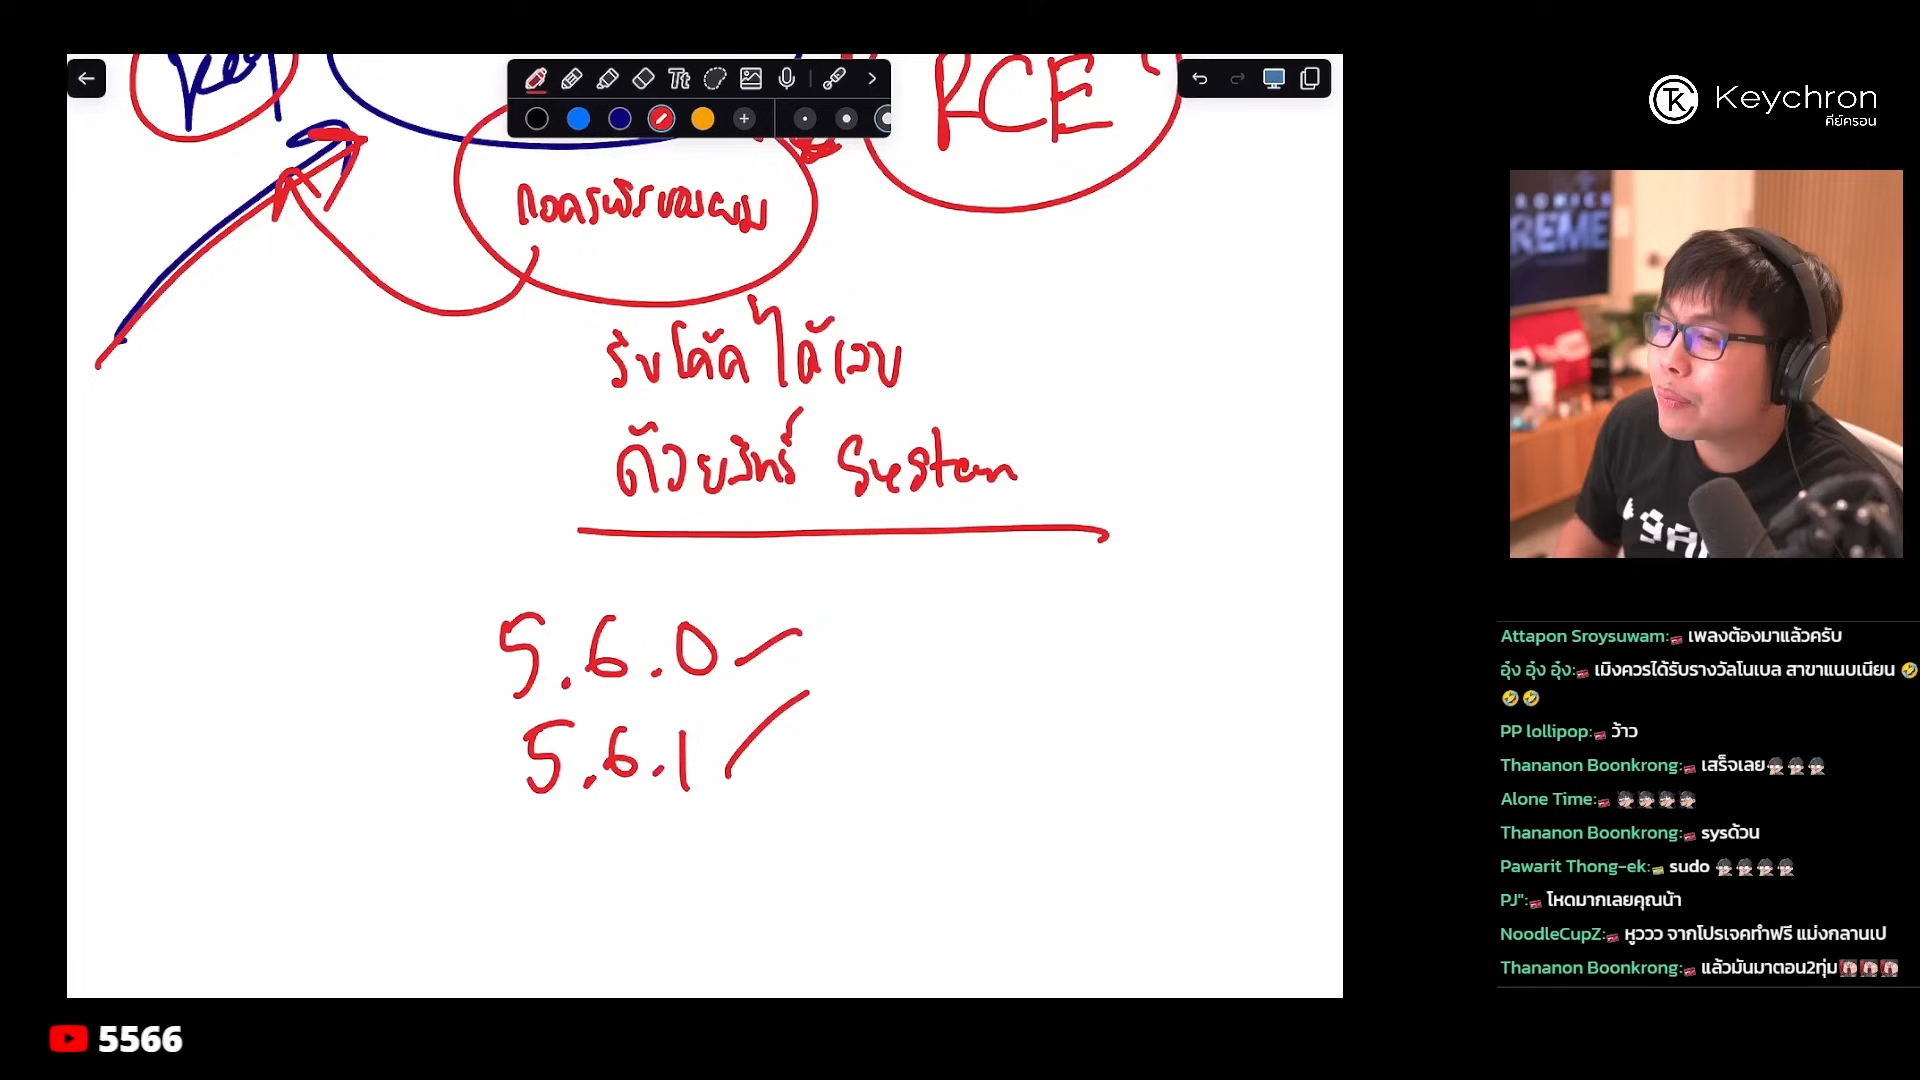 Key
RCE
Tt
ถอดรหัสของผม
รันโค้ดได้เลย
ด้วยสิทธิ์ System
5.6.0
5.6.1
Keychron
คีย์ครอน
REME
Attapon Sroysuwam: เพลงต้องมาแล้วครับ
อุ๋ง อุ๋ง อุ๋ง: เมิงควรได้รับรางวัลโนเบล สาขาแนบเนียน 🤣
🤣🤣
PP lollipop: ว้าว
Thananon Boonkrong: เสร็จเลย
Alone Time:
Thananon Boonkrong: sysด้วน
Pawarit Thong-ek: sudo
PJ": โหดมากเลยคุณน้า
NoodleCupZ: หูววว จากโปรเจคทำฟรี แม่งกลานเป
Thananon Boonkrong: แล้วมันมาตอน2ทุ่ม
5566